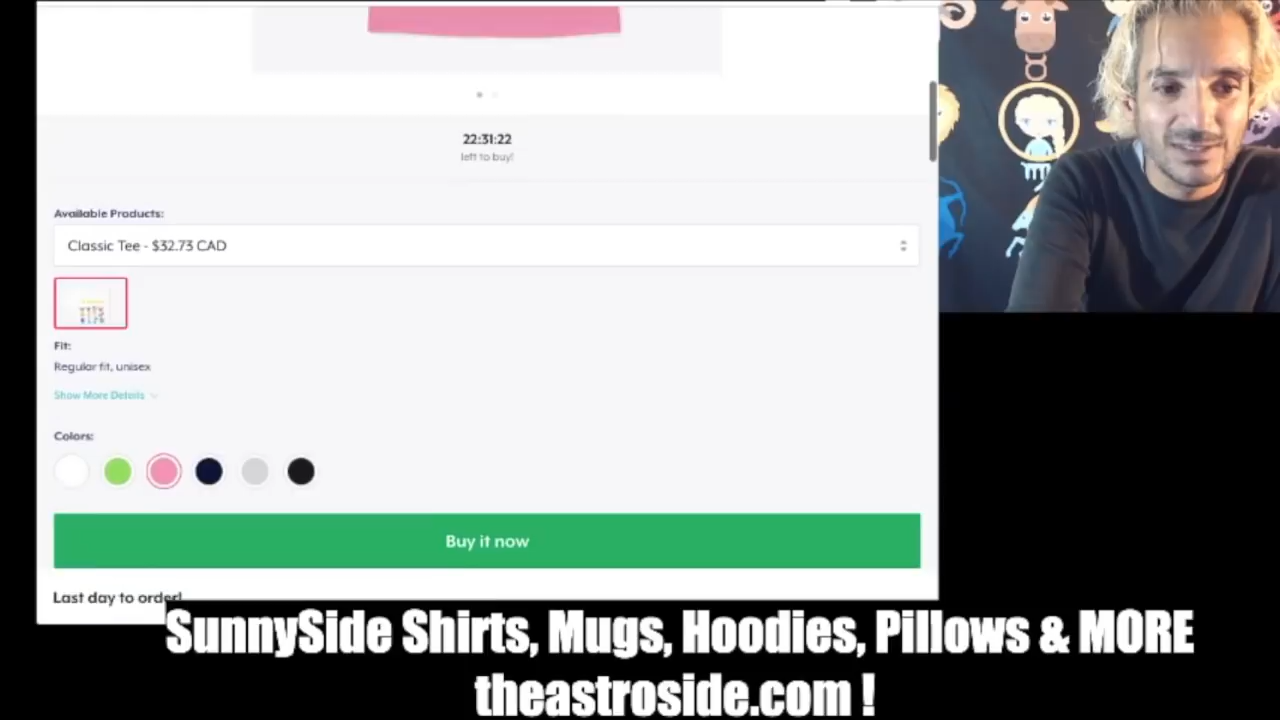 22:31:22
left to buy!
Available Products:
Classic Tee - $32.73 CAD
Fit:
Regular fit, unisex
Show More Details
Colors:
Buy it now
Last day to order!
SunnySide Shirts, Mugs, Hoodies, Pillows & MORE
theastroside.com !